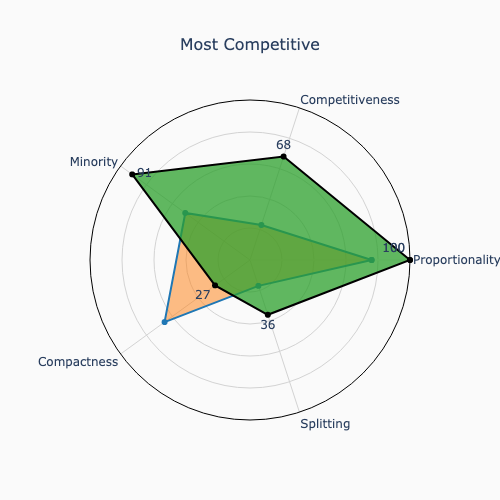 Most Competitive
Competitiveness
68
Minority
91
100
Proportionality
27
36
Compactness
Splitting